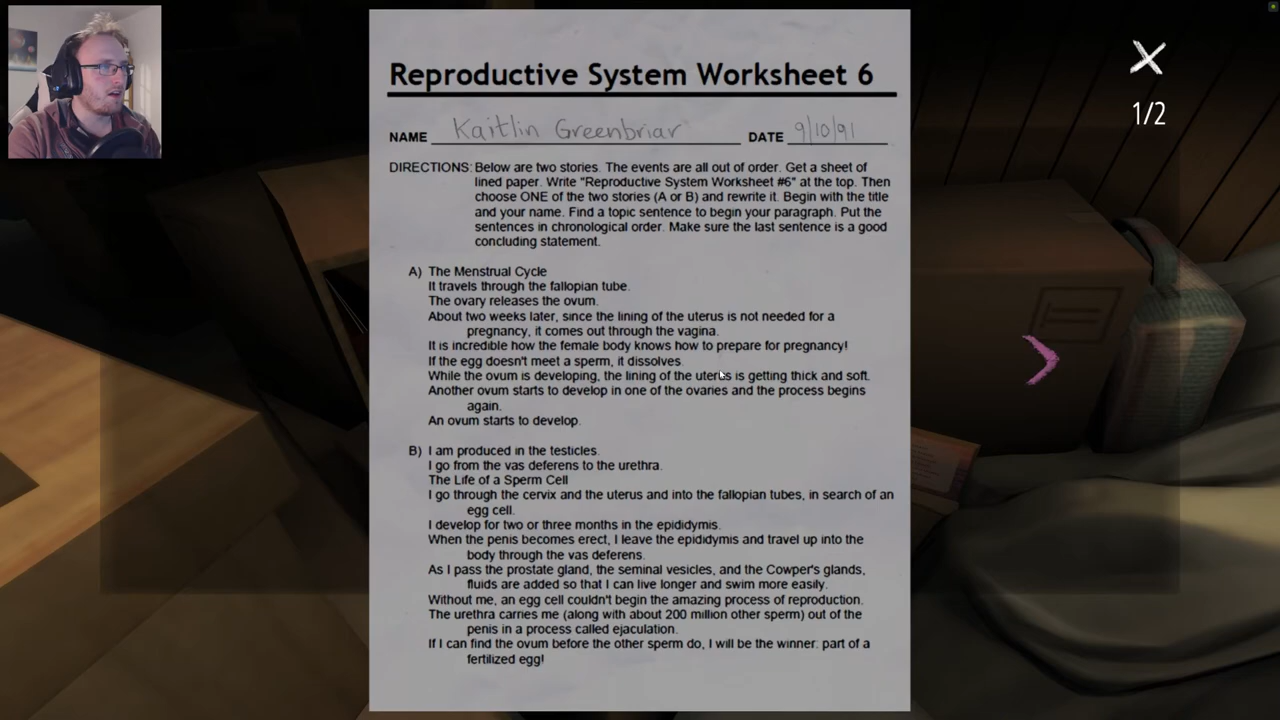 Reproductive System Worksheet 6
1/2
NAME Kaitlin Greenbriar DATE 9/10/91
DIRECTIONS: Below are two stories. The events are all out of order. Get a sheet of
lined paper. Write "Reproductive System Worksheet #6" at the top. Then
choose ONE of the two stories (A or B) and rewrite it. Begin with the title
and your name. Find a topic sentence to begin your paragraph. Put the
sentences in chronological order. Make sure the last sentence is a good
concluding statement.
A) The Menstrual Cycle
It travels through the fallopian tube.
The ovary releases the ovum.
About two weeks later, since the lining of the uterus is not needed for a
pregnancy, it comes out through the vagina.
It is incredible how the female body knows how to prepare for pregnancy!
If the egg doesn't meet a sperm, it dissolves.
While the ovum is developing, the lining of the uterus is getting thick and soft.
Another ovum starts to develop in one of the ovaries and the process begins
again.
An ovum starts to develop.
B) I am produced in the testicles.
I go from the vas deferens to the urethra.
The Life of a Sperm Cell
I go through the cervix and the uterus and into the fallopian tubes, in search of an
egg cell.
I develop for two or three months in the epididymis.
When the penis becomes erect, I leave the epididymis and travel up into the
body through the vas deferens.
As I pass the prostate gland, the seminal vesicles, and the Cowper's glands,
fluids are added so that I can live longer and swim more easily.
Without me, an egg cell couldn't begin the amazing process of reproduction.
The urethra carries me (along with about 200 million other sperm) out of the
penis in a process called ejaculation.
If I can find the ovum before the other sperm do, I will be the winner: part of a
fertilized egg!